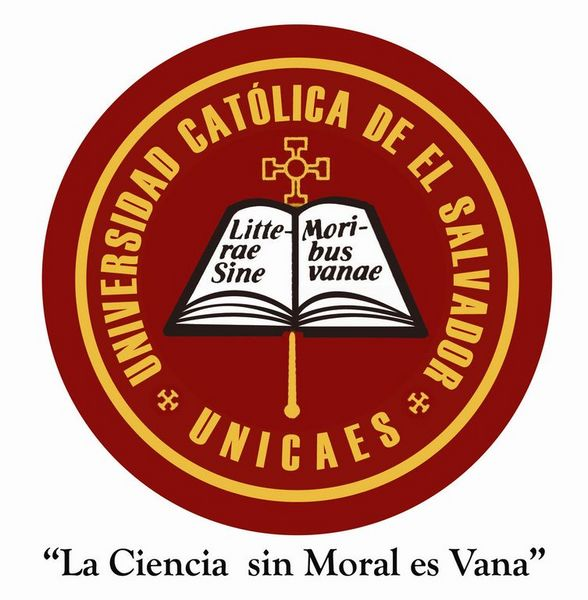 UNIVERSIDAD CATÓLICA DE EL SALVADOR
Litte-
rae
Sine
Mori-
bus
vanae
UNICAES
“La Ciencia sin Moral es Vana”